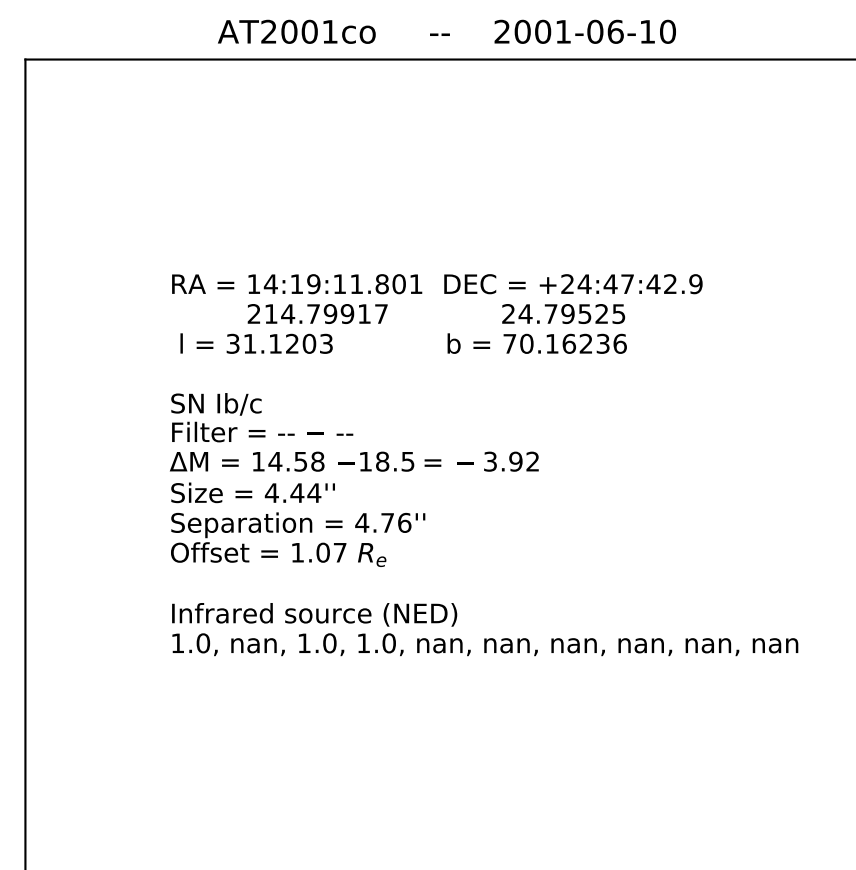 AT2001co -- 2001-06-10
RA = 14:19:11.801 DEC = +24:47:42.9
214.79917 24.79525
l = 31.1203 b = 70.16236
SN Ib/c
Filter = -- − --
ΔM = 14.58 −18.5 = − 3.92
Size = 4.44''
Separation = 4.76''
Offset = 1.07 Re
Infrared source (NED)
1.0, nan, 1.0, 1.0, nan, nan, nan, nan, nan, nan